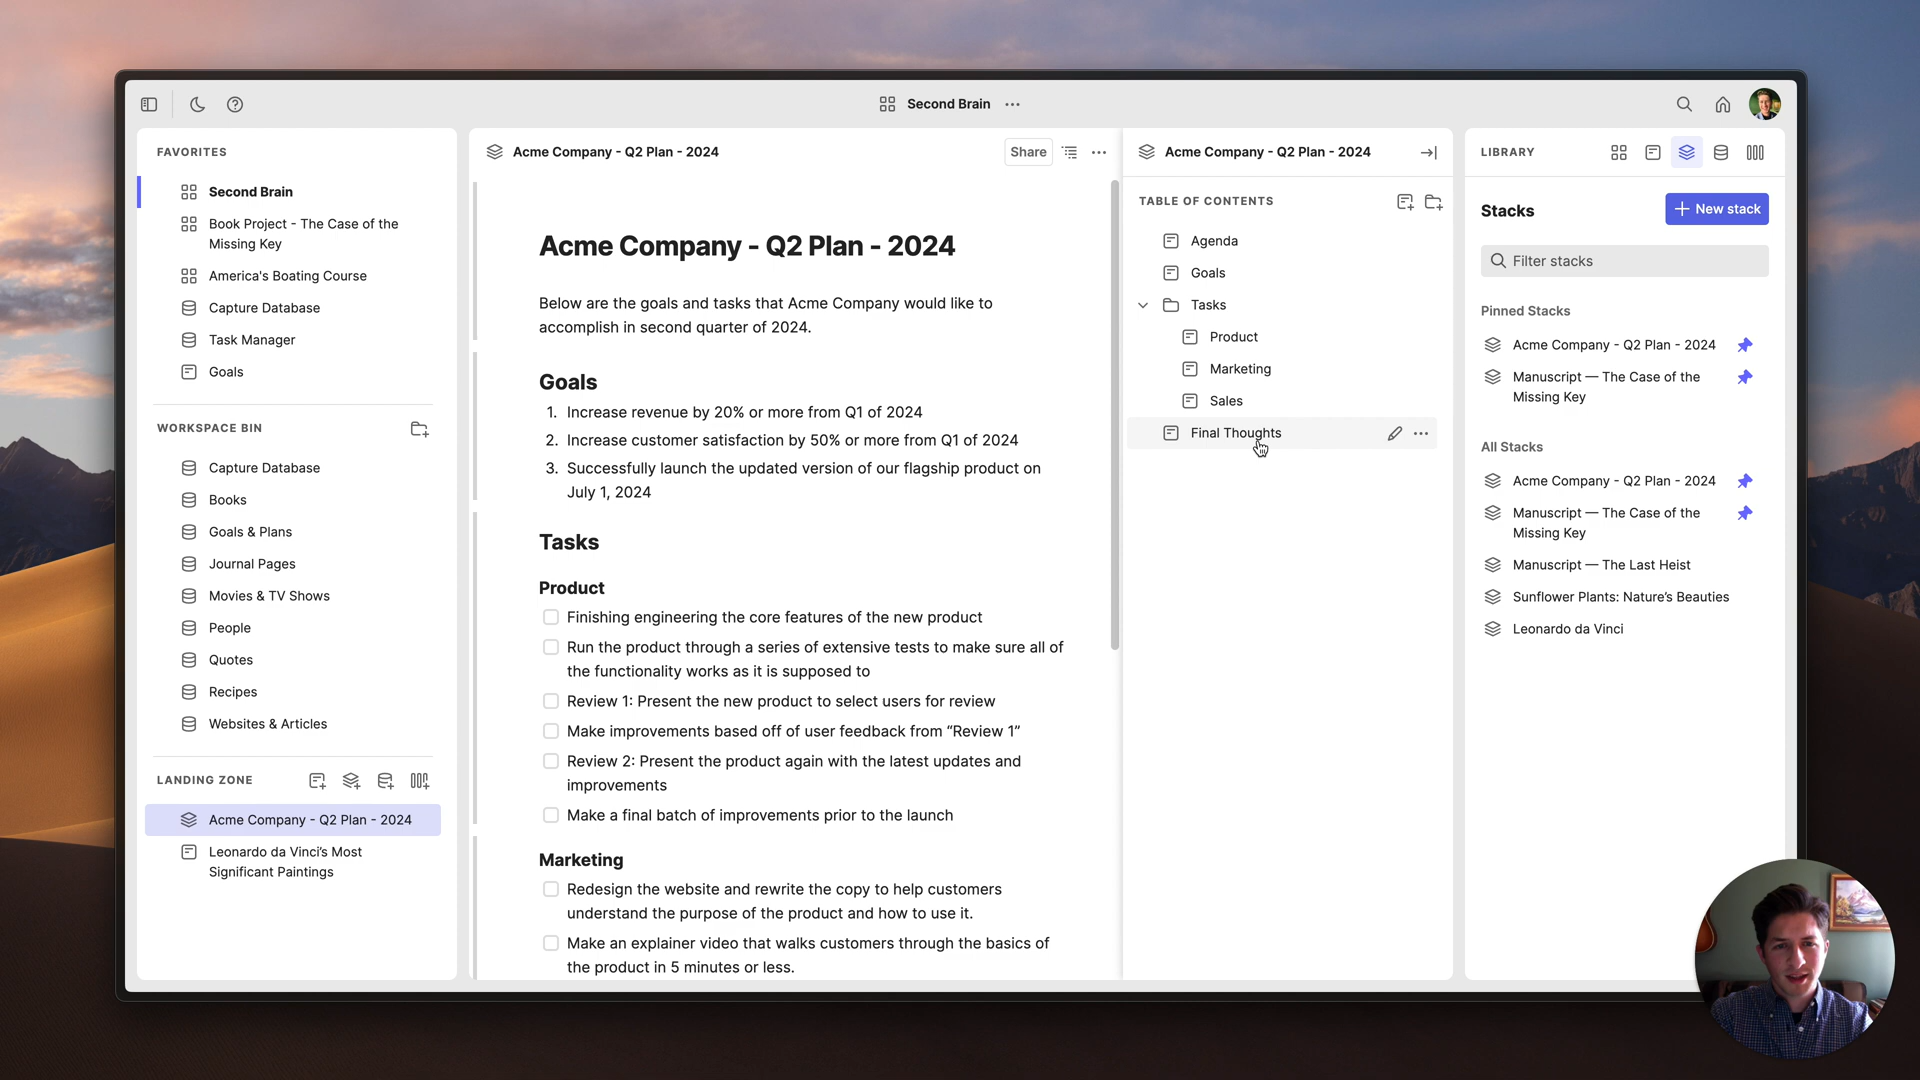 Second Brain
FAVORITES
Second Brain
Book Project - The Case of the
Missing Key
America's Boating Course
Capture Database
Task Manager
Goals
WORKSPACE BIN
Capture Database
Books
Goals & Plans
Journal Pages
Movies & TV Shows
People
Quotes
Recipes
Websites & Articles
LANDING ZONE
Acme Company - Q2 Plan - 2024
Leonardo da Vinci's Most
Significant Paintings
Acme Company - Q2 Plan - 2024
Share
Acme Company - Q2 Plan - 2024
Below are the goals and tasks that Acme Company would like to
accomplish in second quarter of 2024.
Goals
1. Increase revenue by 20% or more from Q1 of 2024
2. Increase customer satisfaction by 50% or more from Q1 of 2024
3. Successfully launch the updated version of our flagship product on
July 1, 2024
Tasks
Product
Finishing engineering the core features of the new product
Run the product through a series of extensive tests to make sure all of
the functionality works as it is supposed to
Review 1: Present the new product to select users for review
Make improvements based off of user feedback from “Review 1”
Review 2: Present the product again with the latest updates and
improvements
Make a final batch of improvements prior to the launch
Marketing
Redesign the website and rewrite the copy to help customers
understand the purpose of the product and how to use it.
Make an explainer video that walks customers through the basics of
the product in 5 minutes or less.
Acme Company - Q2 Plan - 2024
TABLE OF CONTENTS
Agenda
Goals
Tasks
Product
Marketing
Sales
Final Thoughts
LIBRARY
Stacks
New stack
Filter stacks
Pinned Stacks
Acme Company - Q2 Plan - 2024
Manuscript — The Case of the
Missing Key
All Stacks
Acme Company - Q2 Plan - 2024
Manuscript — The Case of the
Missing Key
Manuscript — The Last Heist
Sunflower Plants: Nature's Beauties
Leonardo da Vinci